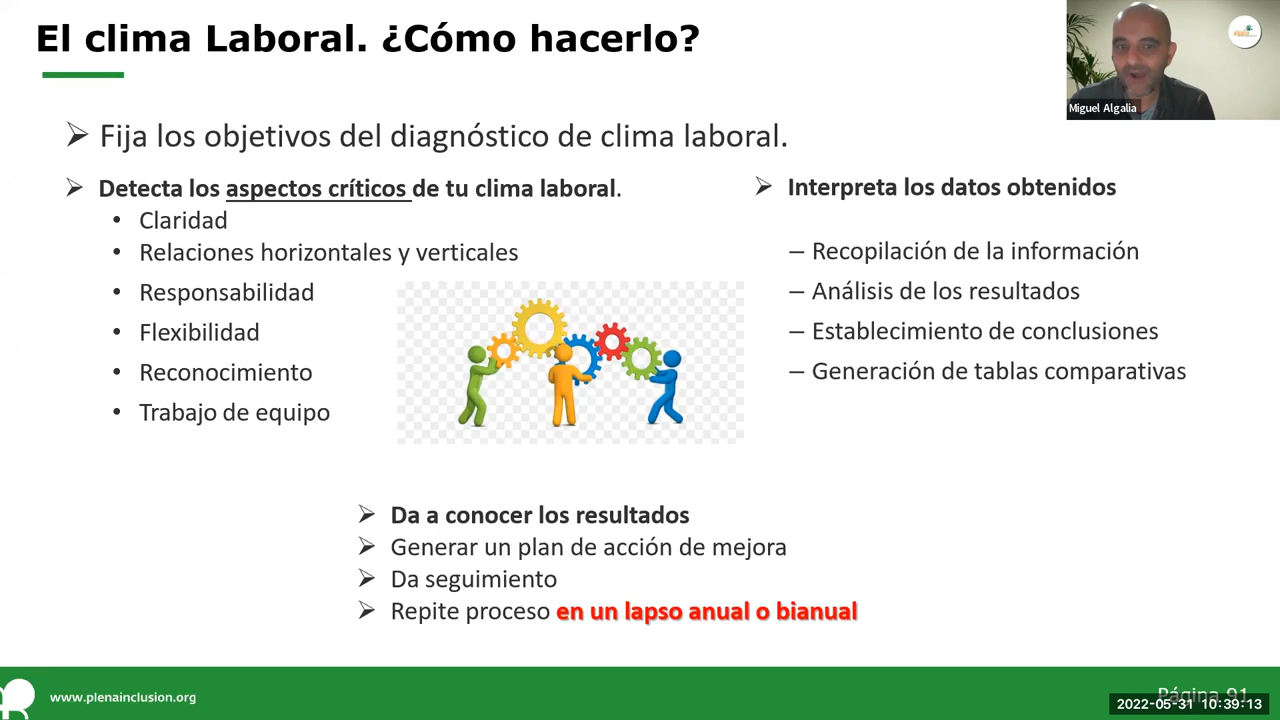 El clima Laboral. ¿Cómo hacerlo?
Miguel Algalia
Fija los objetivos del diagnóstico de clima laboral.
Detecta los aspectos críticos de tu clima laboral.
Claridad
Relaciones horizontales y verticales
Responsabilidad
Flexibilidad
Reconocimiento
Trabajo de equipo
Interpreta los datos obtenidos
– Recopilación de la información
– Análisis de los resultados
– Establecimiento de conclusiones
– Generación de tablas comparativas
Da a conocer los resultados
Generar un plan de acción de mejora
Da seguimiento
Repite proceso en un lapso anual o bianual
www.plenainclusion.org
Página 91
2022-05-31 10:39:13